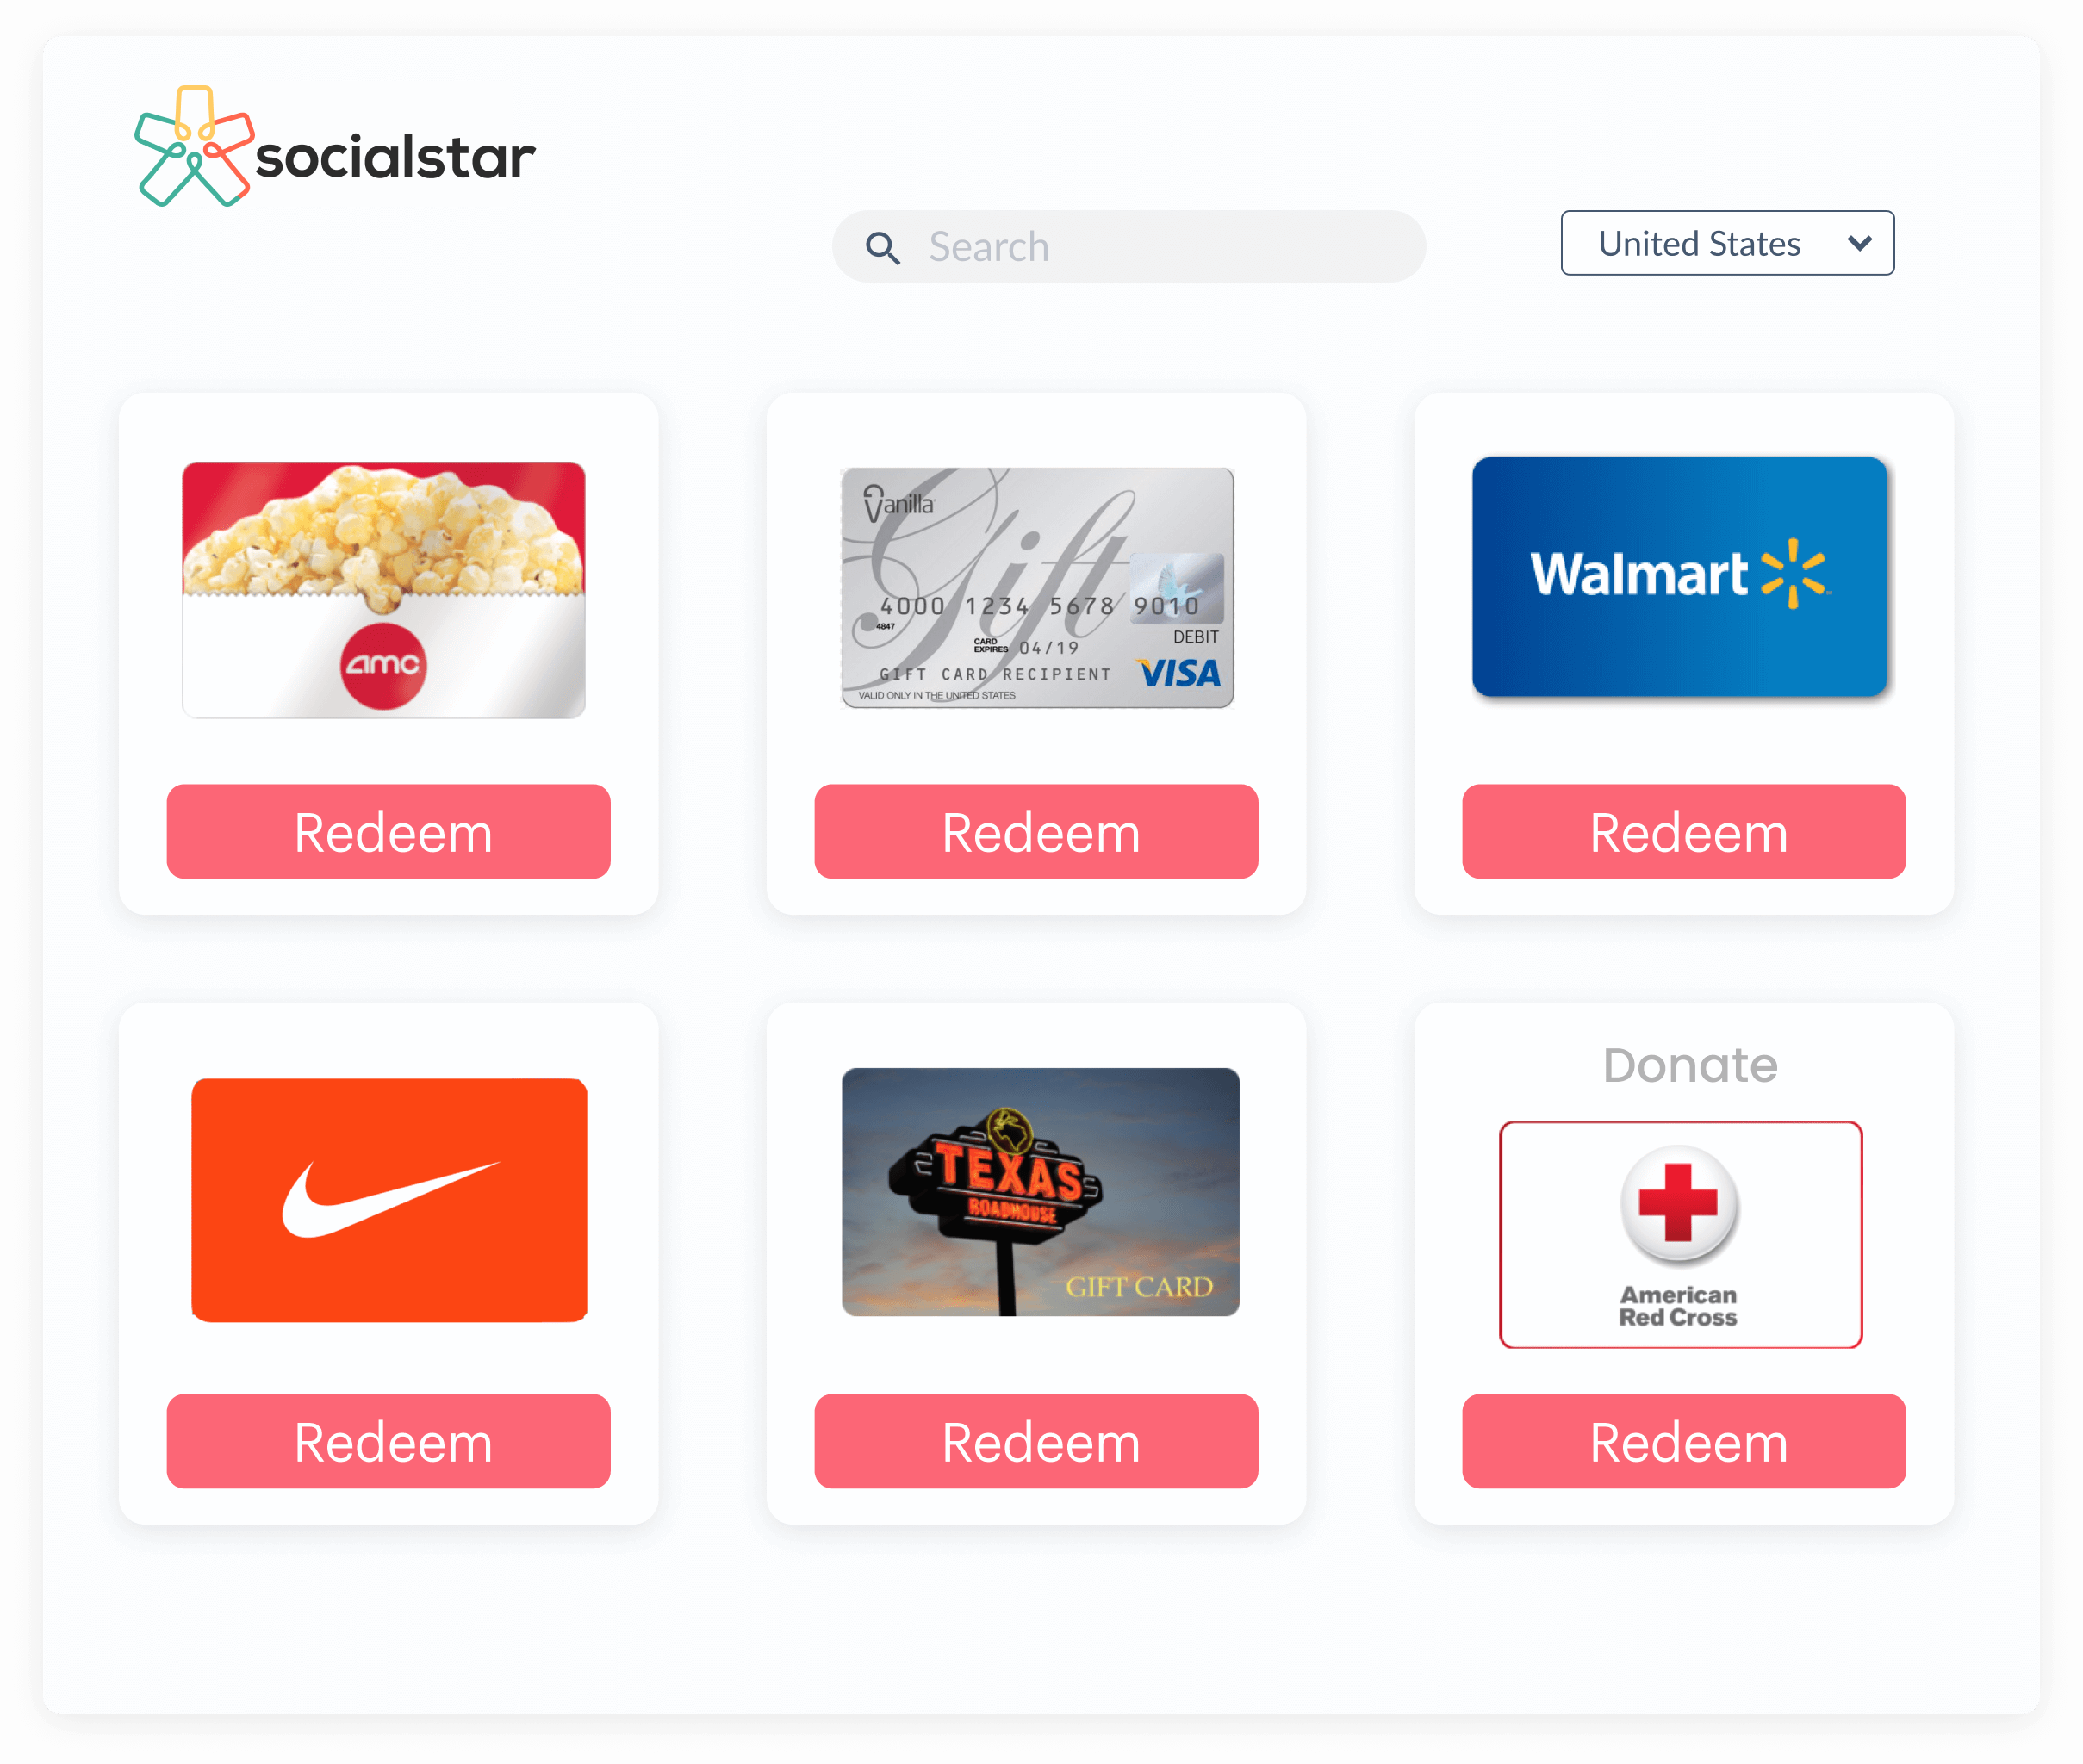 socialstar
Search
United States
amc
Redeem
Vanilla
Gift
4000 1234 5678 9010
4847
CARD
EXPIRES 04/19
DEBIT
GIFT CARD RECIPIENT
VISA
VALID ONLY IN THE UNITED STATES
Redeem
Walmart
Redeem
Redeem
TEXAS
ROADHOUSE
GIFT CARD
Redeem
Donate
American
Red Cross
Redeem